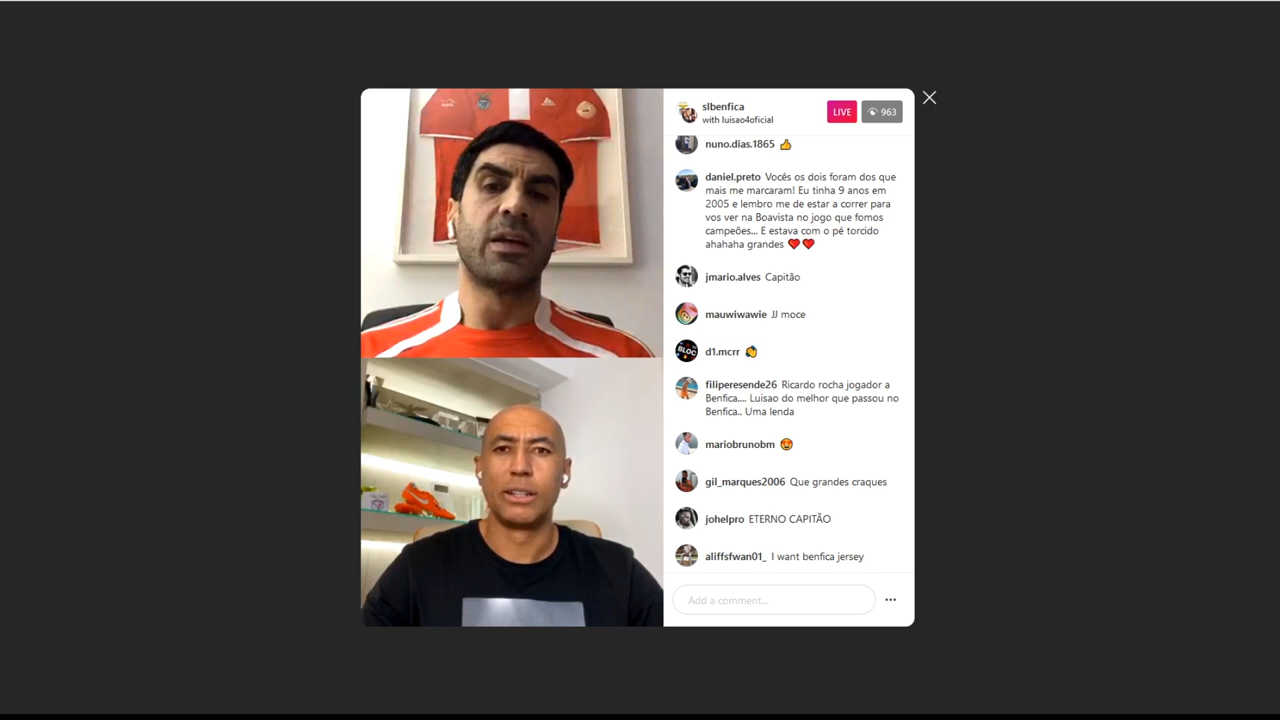 slbenfica
with luisao4oficial
LIVE
963
nuno.dias.1865 👍
daniel.preto Vocês os dois foram dos que
mais me marcaram! Eu tinha 9 anos em
2005 e lembro me de estar a correr para
vos ver na Boavista no jogo que fomos
campeões... E estava com o pé torcido
ahahaha grandes ❤️❤️
jmario.alves Capitão
mauwiwawie JJ moce
d1.mcrr 👏
filiperesende26 Ricardo rocha jogador a
Benfica.... Luisao do melhor que passou no
Benfica.. Uma lenda
mariobrunobm 😍
gil_marques2006 Que grandes craques
johelpro ETERNO CAPITÃO
aliffsfwan01_ I want benfica jersey
Add a comment...
BLOC